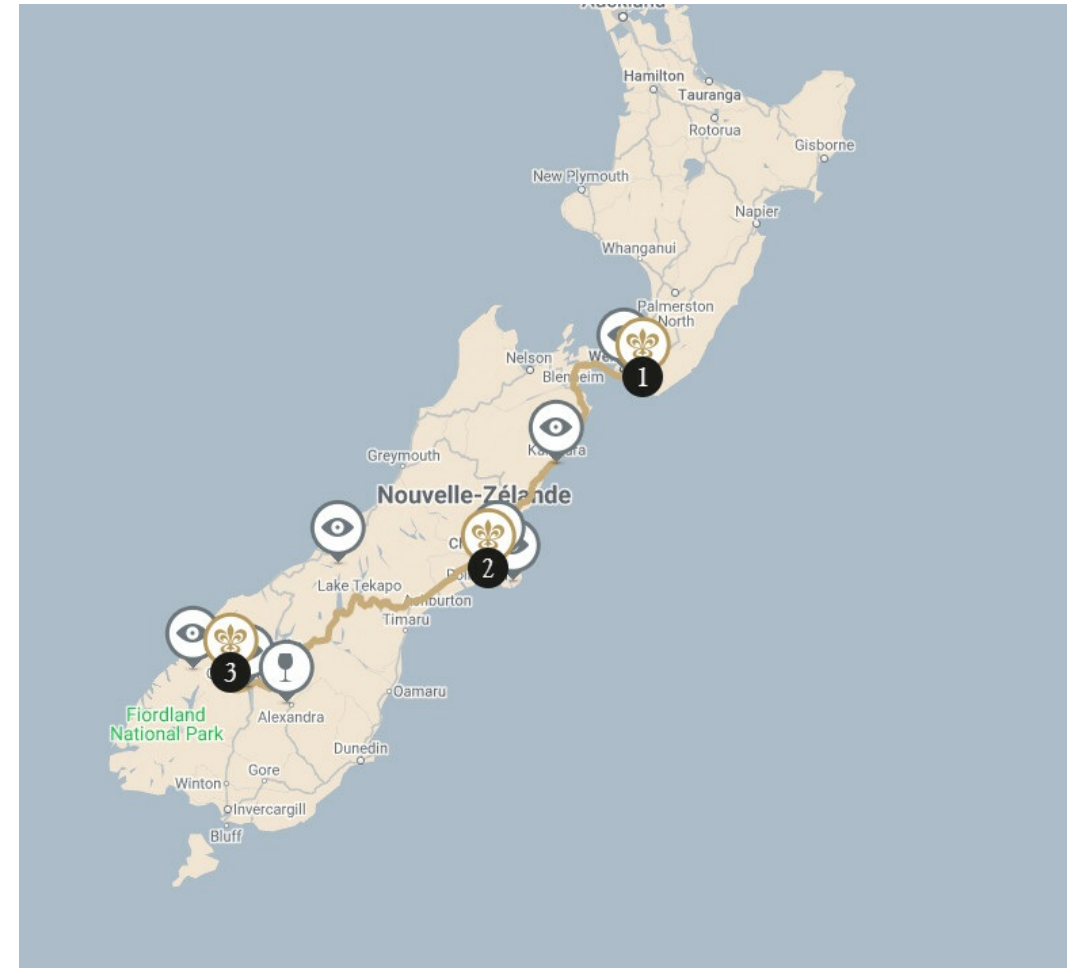 Hamilton
Tauranga
Rotorua
Gisborne
New Plymouth
Napier
Whanganui
Palmerston
North
Nelson
1
Greymouth
Nouvelle-Zélande
2
Lake Tekapo
Timaru
3
Oamaru
Fiordland
National Park
Alexandra
Dunedin
Gore
Winton
Invercargill
Bluff